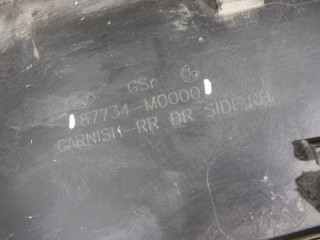 GSr
87734-M0000
GARNISH-RR DR SIDE,RH